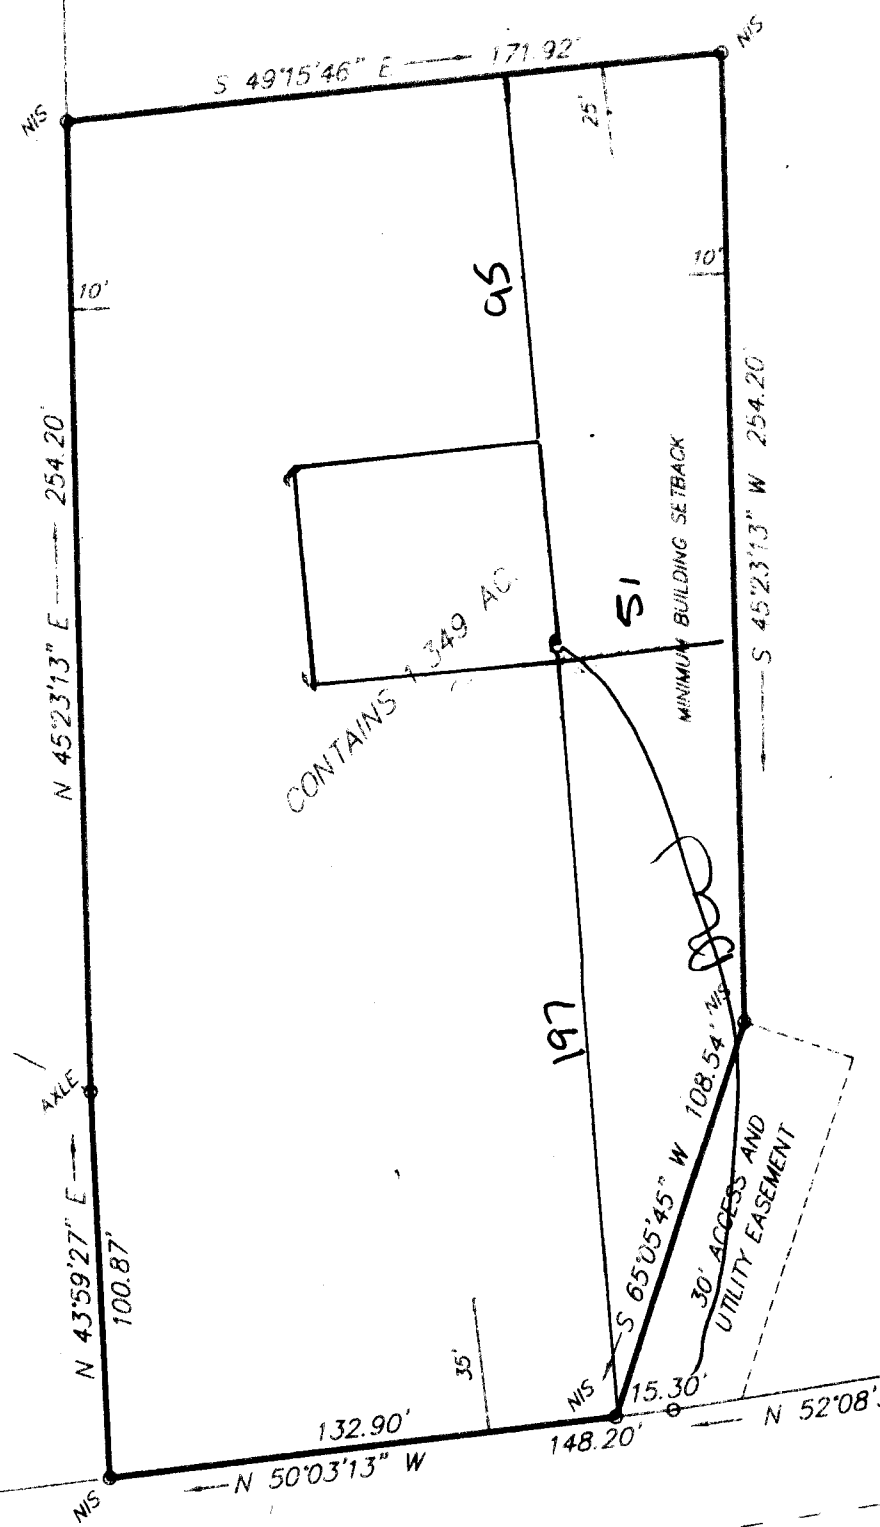 NIS
S 49°15'46" E 171.92'
NIS
25'
10'
10'
95
N 45°23'13" E 254.20'
S 45°23'13" W 254.20'
MINIMUM BUILDING SETBACK
51
CONTAINS 1.349 AC.
197
NIS
AXLE
S 65°05'45" W 108.54'
30' ACCESS AND
UTILITY EASEMENT
N 43°59'27" E
100.87'
35'
NIS
15.30'
132.90'
148.20'
N 52°08'
N 50°03'13" W
NIS